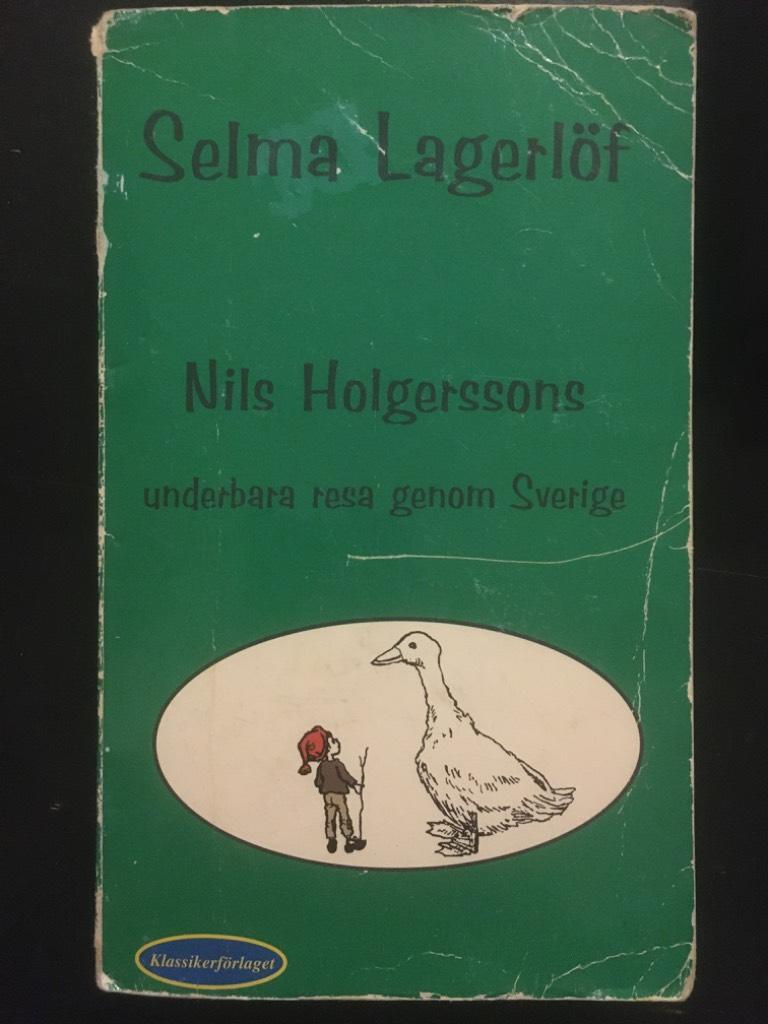 Selma Lagerlöf
Nils Holgerssons
underbara resa genom Sverige
Klassikerförlaget